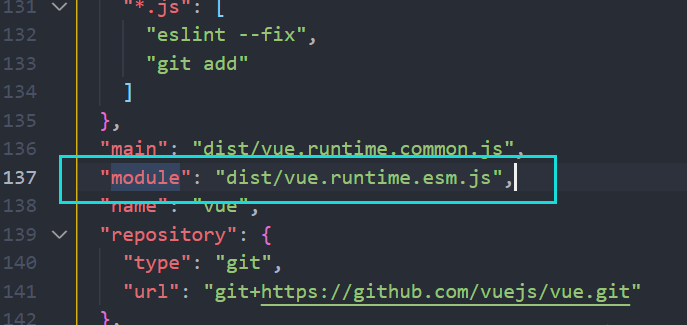 131 "*.js": [
132 "eslint --fix",
133 "git add"
134 ]
135 },
136 "main": "dist/vue.runtime.common.js",
137 "module": "dist/vue.runtime.esm.js",
138 "name": "vue",
139 "repository": {
140 "type": "git",
141 "url": "git+https://github.com/vuejs/vue.git"
142 },